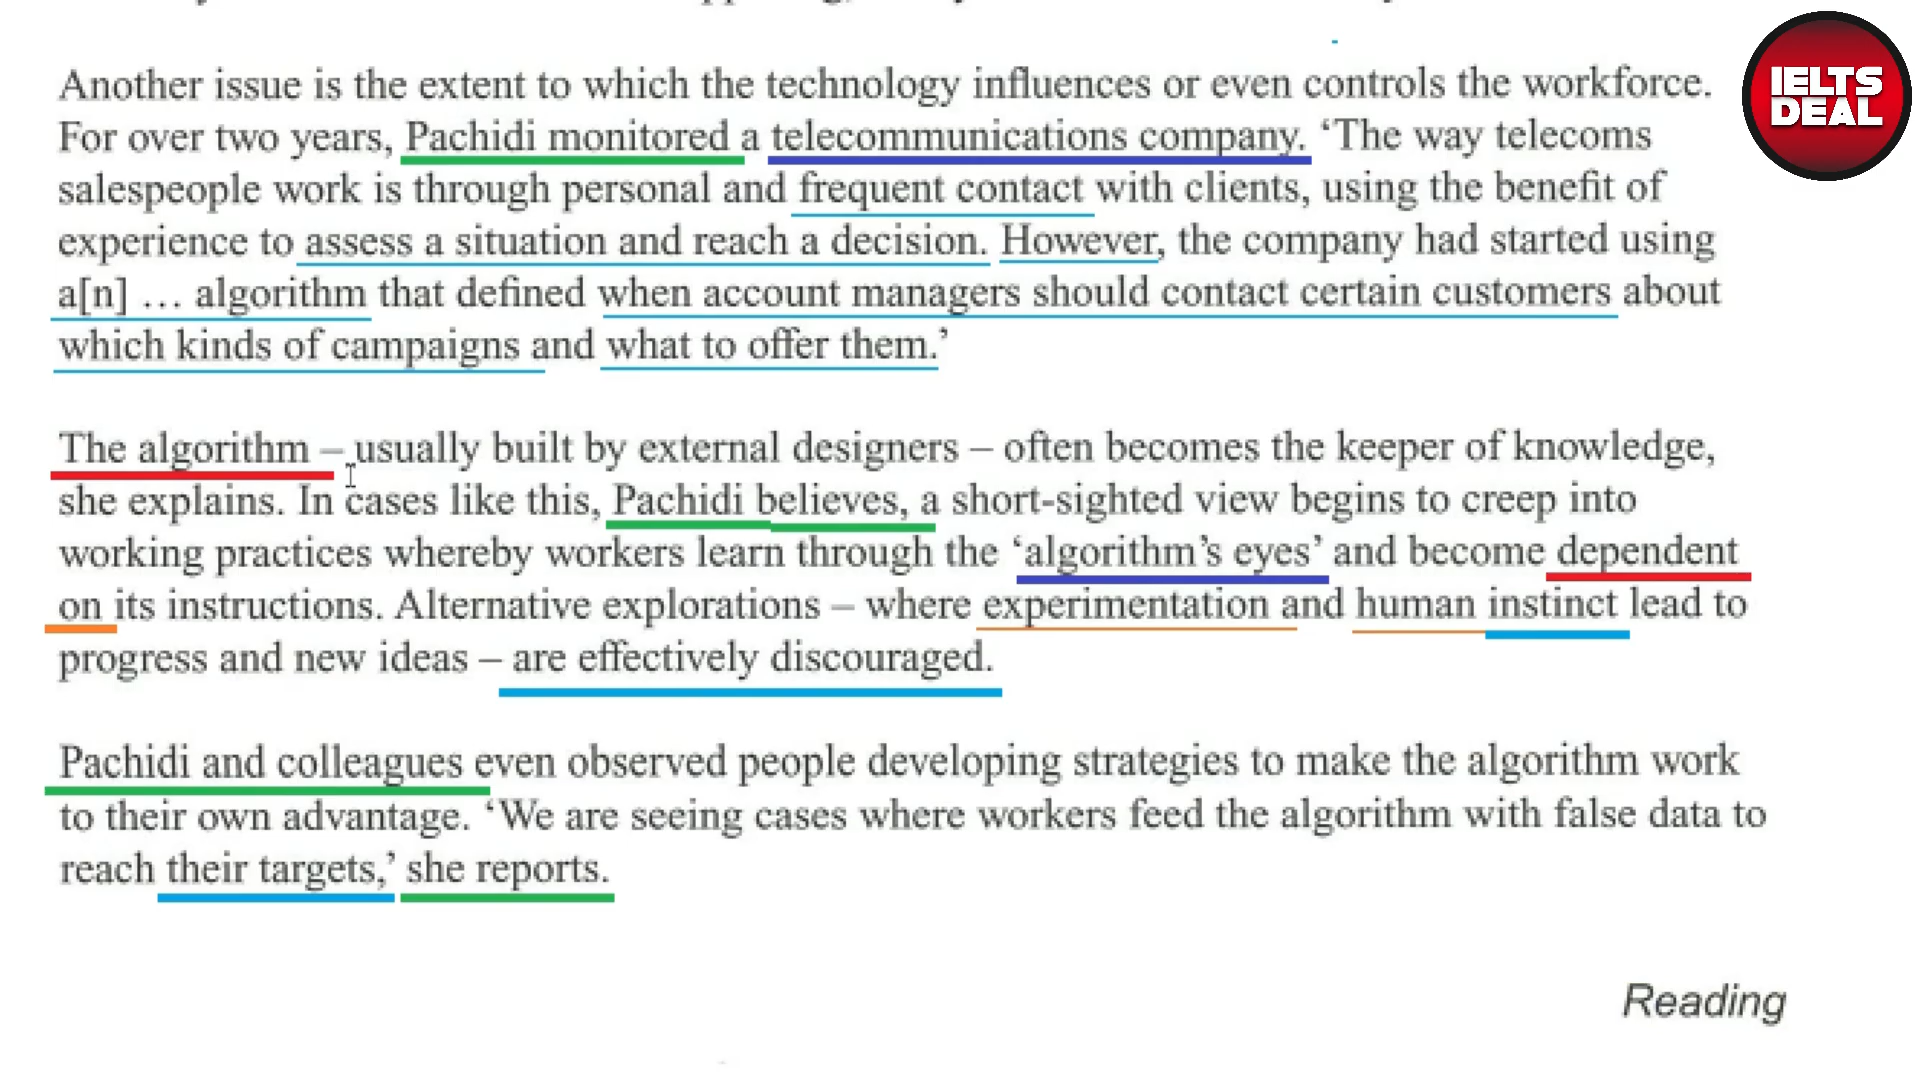 Another issue is the extent to which the technology influences or even controls the workforce.
For over two years, Pachidi monitored a telecommunications company. ‘The way telecoms
salespeople work is through personal and frequent contact with clients, using the benefit of
experience to assess a situation and reach a decision. However, the company had started using
a[n] … algorithm that defined when account managers should contact certain customers about
which kinds of campaigns and what to offer them.’
The algorithm – usually built by external designers – often becomes the keeper of knowledge,
she explains. In cases like this, Pachidi believes, a short-sighted view begins to creep into
working practices whereby workers learn through the ‘algorithm’s eyes’ and become dependent
on its instructions. Alternative explorations – where experimentation and human instinct lead to
progress and new ideas – are effectively discouraged.
Pachidi and colleagues even observed people developing strategies to make the algorithm work
to their own advantage. ‘We are seeing cases where workers feed the algorithm with false data to
reach their targets,’ she reports.
Reading
IELTS
DEAL